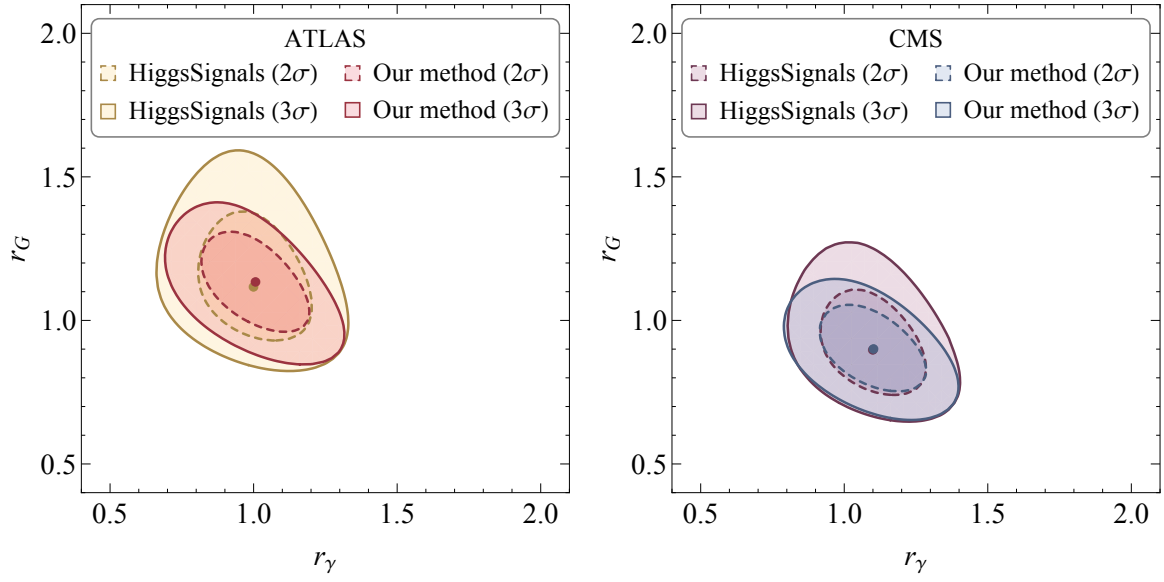 ATLAS
HiggsSignals (2σ) Our method (2σ)
HiggsSignals (3σ) Our method (3σ)
2.0
1.5
1.0
0.5
r_G
0.5 1.0 1.5 2.0
r_γ
CMS
HiggsSignals (2σ) Our method (2σ)
HiggsSignals (3σ) Our method (3σ)
2.0
1.5
1.0
0.5
r_G
0.5 1.0 1.5 2.0
r_γ